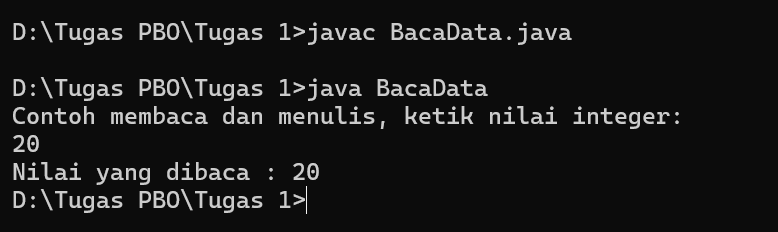 D:\Tugas PBO\Tugas 1>javac BacaData.java
D:\Tugas PBO\Tugas 1>java BacaData
Contoh membaca dan menulis, ketik nilai integer:
20
Nilai yang dibaca : 20
D:\Tugas PBO\Tugas 1>